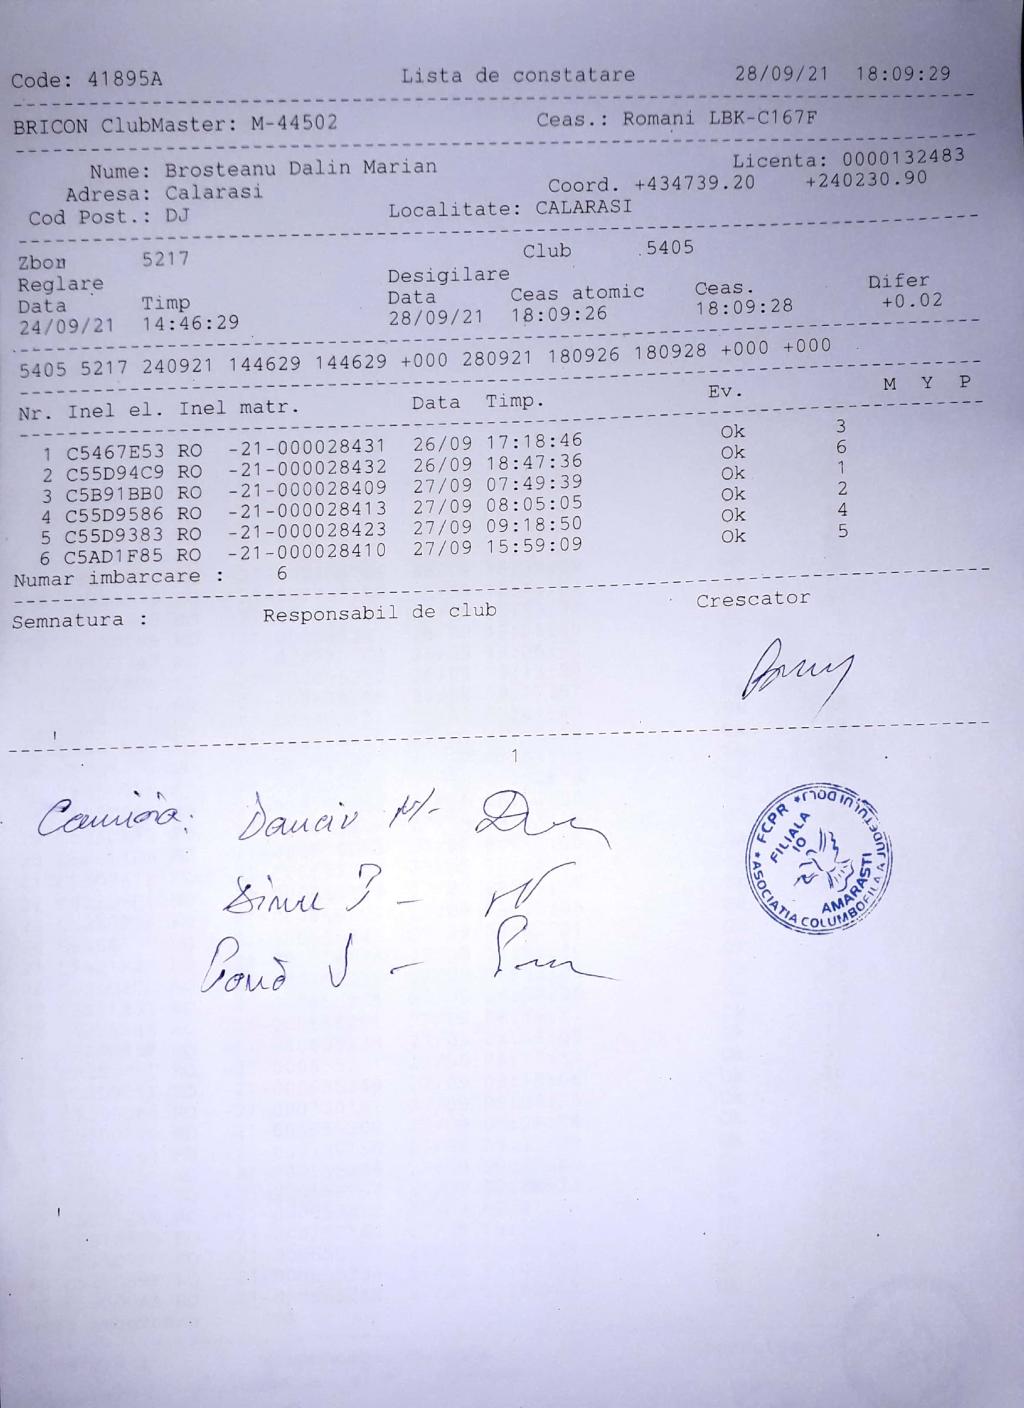 Code: 41895A Lista de constatare 28/09/21 18:09:29
BRICON ClubMaster: M-44502 Ceas.: Romani LBK-C167F
Nume: Brosteanu Dalin Marian Licenta: 0000132483
Adresa: Calarasi Coord. +434739.20 +240230.90
Cod Post.: DJ Localitate: CALARASI
Zbor 5217 Club 5405
Reglare Desigilare
Data Timp Data Ceas atomic Ceas. Difer
24/09/21 14:46:29 28/09/21 18:09:26 18:09:28 +0.02
5405 5217 240921 144629 144629 +000 280921 180926 180928 +000 +000
Nr. Inel el. Inel matr. Data Timp. Ev. M Y P
1 C5467E53 RO -21-000028431 26/09 17:18:46 Ok 3
2 C55D94C9 RO -21-000028432 26/09 18:47:36 Ok 6
3 C5B91BB0 RO -21-000028409 27/09 07:49:39 Ok 1
4 C55D9586 RO -21-000028413 27/09 08:05:05 Ok 2
5 C55D9383 RO -21-000028423 27/09 09:18:50 Ok 4
6 C5AD1F85 RO -21-000028410 27/09 15:59:09 Ok 5
Numar imbarcare : 6
Semnatura : Responsabil de club Crescator
1
Danciu
Dinu
FCPR
ASOCIATIA COLUMBOFILA A JUDETULUI DOLJ
FILIALA
10
AMARASTI